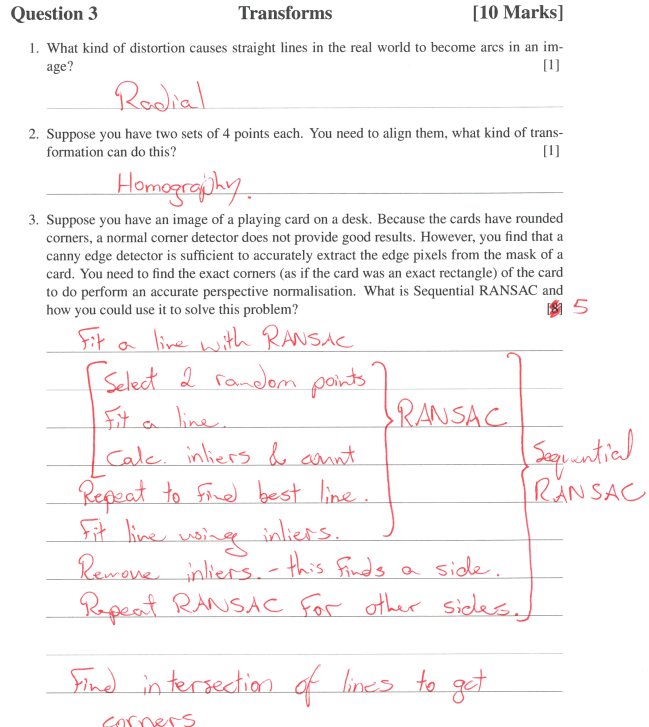 Question 3 Transforms [10 Marks]
1. What kind of distortion causes straight lines in the real world to become arcs in an im-
age? [1]
Radial
2. Suppose you have two sets of 4 points each. You need to align them, what kind of trans-
formation can do this? [1]
Homography.
3. Suppose you have an image of a playing card on a desk. Because the cards have rounded
corners, a normal corner detector does not provide good results. However, you find that a
canny edge detector is sufficient to accurately extract the edge pixels from the mask of a
card. You need to find the exact corners (as if the card was an exact rectangle) of the card
to do perform an accurate perspective normalisation. What is Sequential RANSAC and
how you could use it to solve this problem? 5
Fit a line with RANSAC
Select 2 random points
Fit a line. RANSAC
Calc. inliers & count Sequential
Repeat to find best line. RANSAC
Fit line using inliers.
Remove inliers. - this finds a side.
Repeat RANSAC for other sides.
Find intersection of lines to get
corners